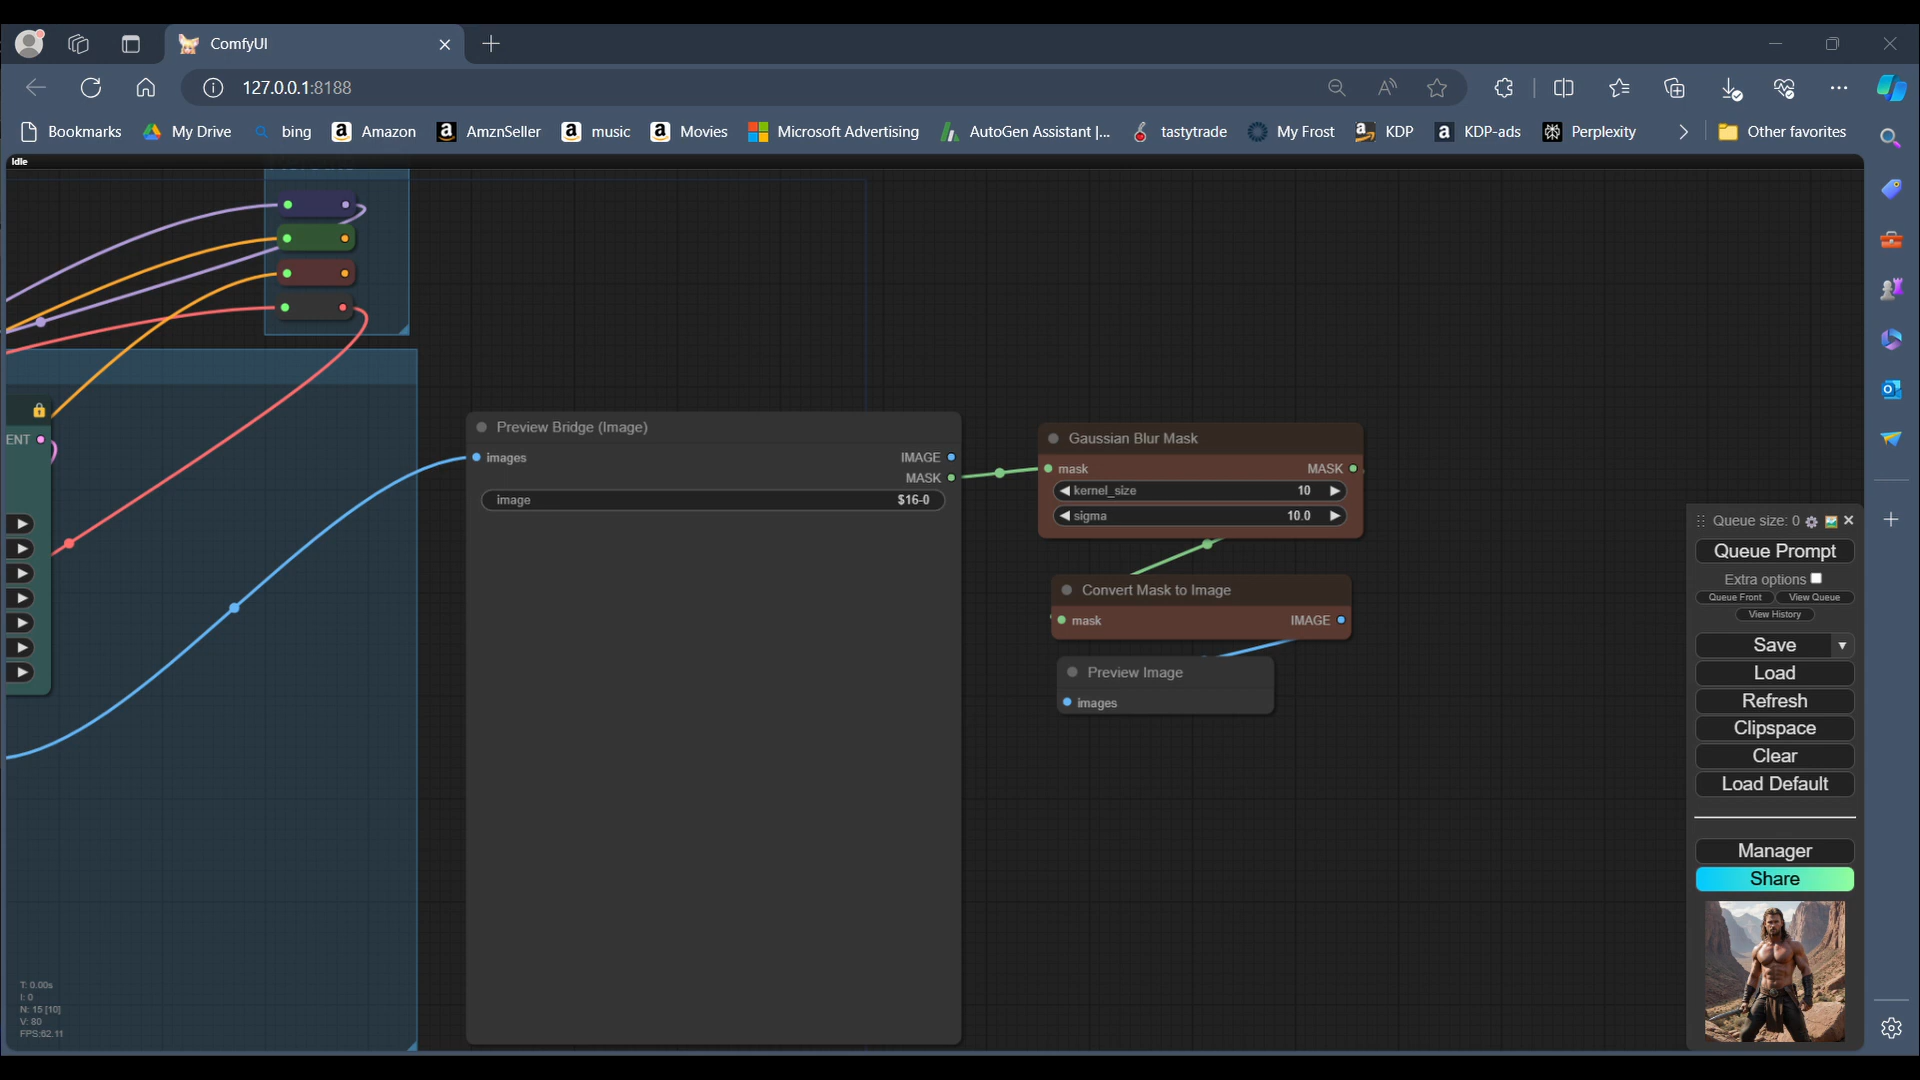 ComfyUI
127.0.0.1:8188
Bookmarks My Drive bing Amazon AmznSeller music Movies Microsoft Advertising AutoGen Assistant |... tastytrade My Frost KDP KDP-ads Perplexity Other favorites
Idle
ENT
Preview Bridge (Image)
images IMAGE
MASK
image $16-0
Gaussian Blur Mask
mask MASK
kernel_size 10
sigma 10.0
Convert Mask to Image
mask IMAGE
Preview Image
images
Queue size: 0
Queue Prompt
Extra options
Queue Front View Queue
View History
Save
Load
Refresh
Clipspace
Clear
Load Default
Manager
Share
T: 0.00s
I: 0
N: 15 [10]
V: 80
FPS:62.11